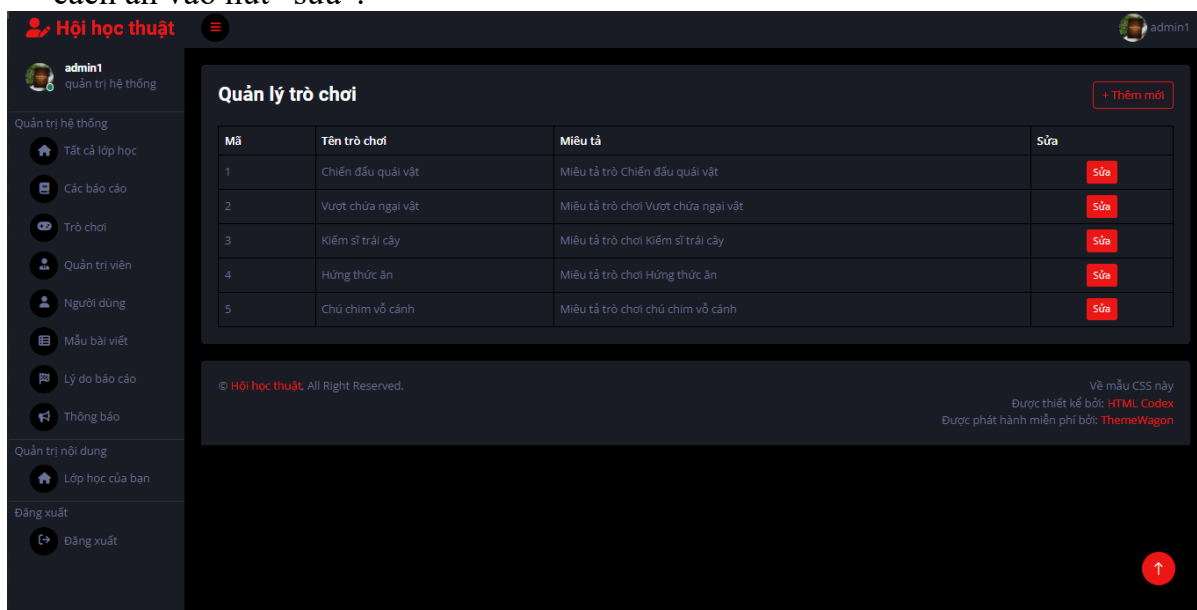 cách ấn vào nút "sửa".
Hội học thuật
admin1
admin1
quản trị hệ thống
Quản lý trò chơi
+ Thêm mới
Quản trị hệ thống
Tất cả lớp học
Các báo cáo
Trò chơi
Quản trị viên
Người dùng
Mẫu bài viết
Lý do báo cáo
Thông báo
Quản trị nội dung
Lớp học của bạn
Đăng xuất
Đăng xuất
Mã Tên trò chơi Miêu tả Sửa
1 Chiến đấu quái vật Miêu tả trò Chiến đấu quái vật Sửa
2 Vượt chứa ngại vật Miêu tả trò chơi Vượt chứa ngại vật Sửa
3 Kiếm sĩ trái cây Miêu tả trò chơi Kiếm sĩ trái cây Sửa
4 Hứng thức ăn Miêu tả trò chơi Hứng thức ăn Sửa
5 Chú chim vỗ cánh Miêu tả trò chơi chú chim vỗ cánh Sửa
© Hội học thuật, All Right Reserved.
Về mẫu CSS này
Được thiết kế bởi: HTML Codex
Được phát hành miễn phí bởi: ThemeWagon